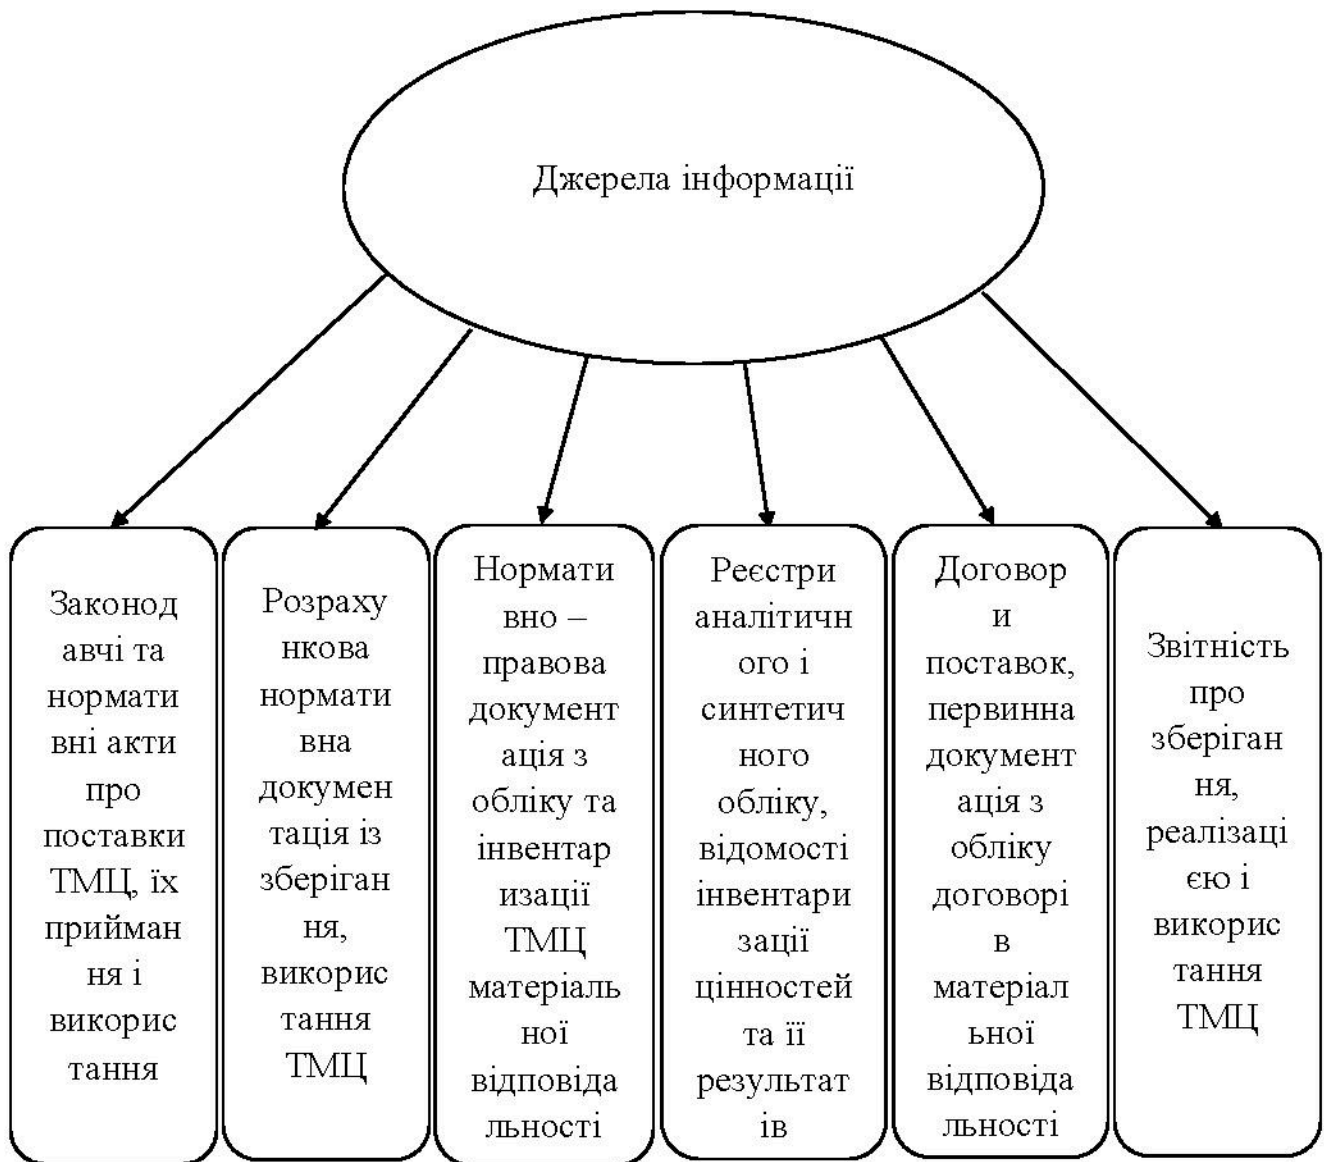 Джерела інформації
Законод
авчі та
нормати
вні акти
про
поставки
ТМЦ, їх
прийман
ня і
викорис
тання
Розраху
нкова
нормати
вна
докумен
тація із
зберіган
ня,
викорис
тання
ТМЦ
Нормати
вно –
правова
документ
ація з
обліку та
інвентар
изації
ТМЦ
матеріаль
ної
відповіда
льності
Реєстри
аналітичн
ого і
синтетич
ного
обліку,
відомості
інвентари
зації
цінностей
та її
результат
ів
Договор
и
поставок,
первинна
документ
ація з
обліку
договорі
в
матеріал
ьної
відповіда
льності
Звітність
про
зберіган
ня,
реалізаці
єю і
викорис
тання
ТМЦ